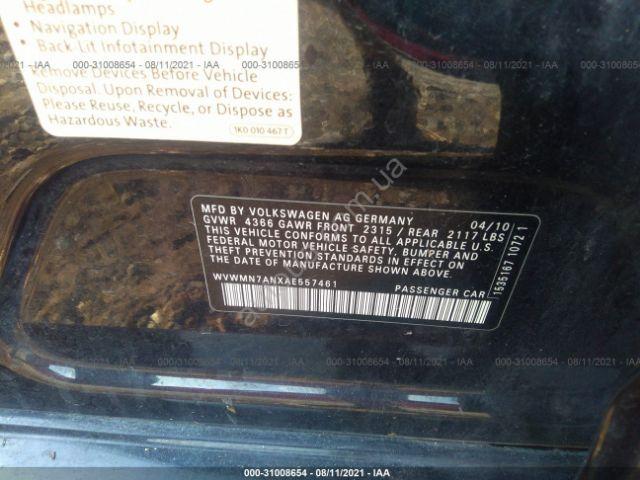 Headlamps
• Navigation Display
• Back Lit Infotainment Display
Remove Devices Before Vehicle
Disposal. Upon Removal of Devices:
Please Reuse, Recycle, or Dispose as
Hazardous Waste.
1K0 010 467 T
MFD BY VOLKSWAGEN AG GERMANY 04/10
GVWR 4366 GAWR FRONT 2315 / REAR 2117 LBS
THIS VEHICLE CONFORMS TO ALL APPLICABLE U.S.
FEDERAL MOTOR VEHICLE SAFETY, BUMPER AND
THEFT PREVENTION STANDARDS IN EFFECT ON
THE DATE OF MANUFACTURE SHOWN ABOVE.
WVWMN7ANXAE557461 PASSENGER CAR
1535167 1072 1
000-31008654 - 08/11/2021 - IAA